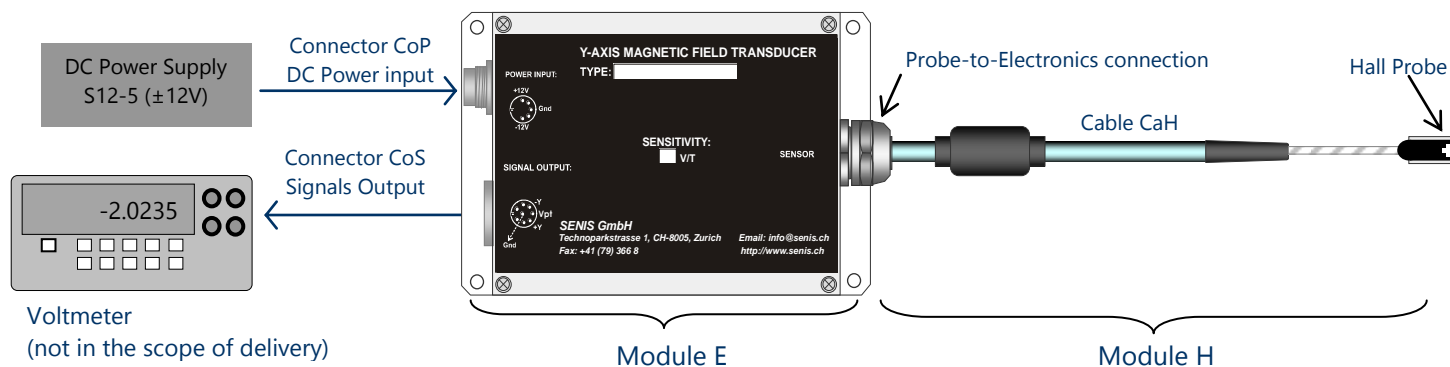 DC Power Supply
S12-5 (±12V)
Connector CoP
DC Power input
Connector CoS
Signals Output
-2.0235
Voltmeter
(not in the scope of delivery)
Y-AXIS MAGNETIC FIELD TRANSDUCER
TYPE:
POWER INPUT:
+12V
Gnd
-12V
SENSITIVITY:
V/T
SENSOR
SIGNAL OUTPUT:
-Y
Vpt
+Y
Gnd
SENIS GmbH
Technoparkstrasse 1, CH-8005, Zurich Email: info@senis.ch
Fax: +41 (79) 366 8 http://www.senis.ch
Probe-to-Electronics connection
Cable CaH
Hall Probe
Module E
Module H